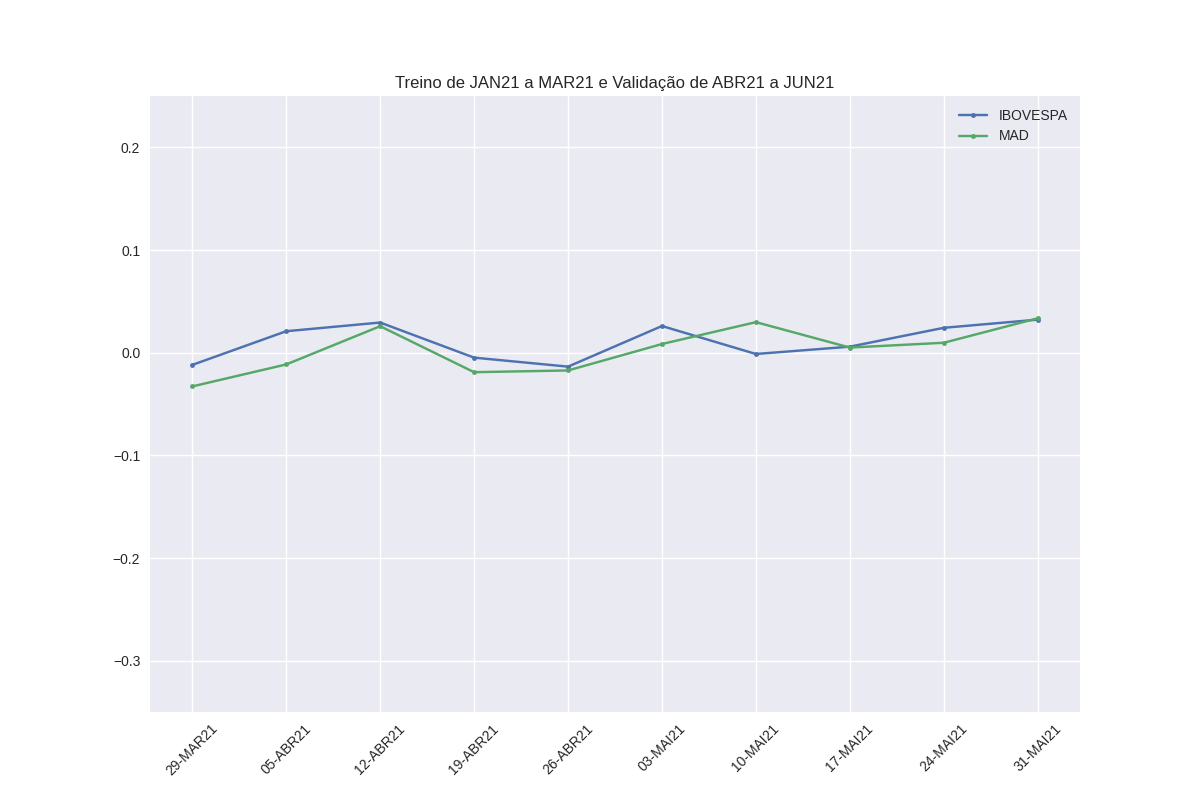 Treino de JAN21 a MAR21 e Validação de ABR21 a JUN21
IBOVESPA
MAD
0.2
0.1
0.0
−0.1
−0.2
−0.3
29-MAR21
05-ABR21
12-ABR21
19-ABR21
26-ABR21
03-MAI21
10-MAI21
17-MAI21
24-MAI21
31-MAI21